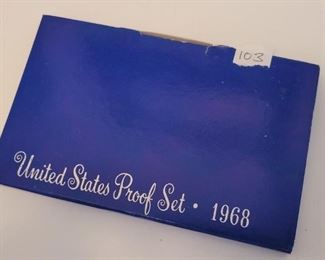 103
United States Proof Set • 1968